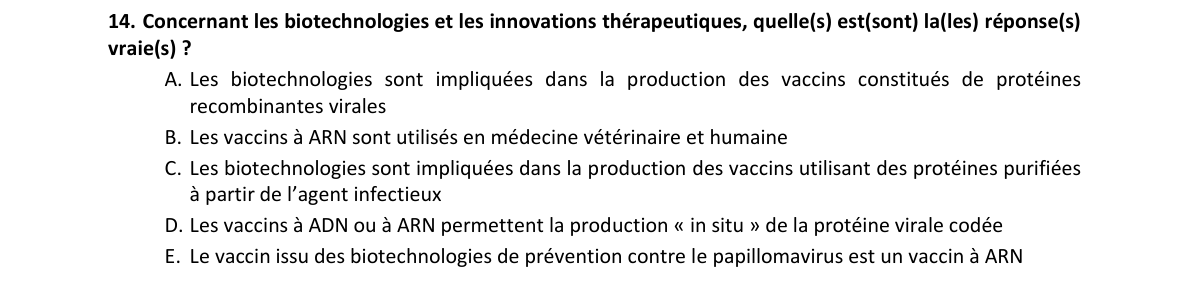 14. Concernant les biotechnologies et les innovations thérapeutiques, quelle(s) est(sont) la(les) réponse(s)
vraie(s) ?
A. Les biotechnologies sont impliquées dans la production des vaccins constitués de protéines
recombinantes virales
B. Les vaccins à ARN sont utilisés en médecine vétérinaire et humaine
C. Les biotechnologies sont impliquées dans la production des vaccins utilisant des protéines purifiées
à partir de l’agent infectieux
D. Les vaccins à ADN ou à ARN permettent la production « in situ » de la protéine virale codée
E. Le vaccin issu des biotechnologies de prévention contre le papillomavirus est un vaccin à ARN